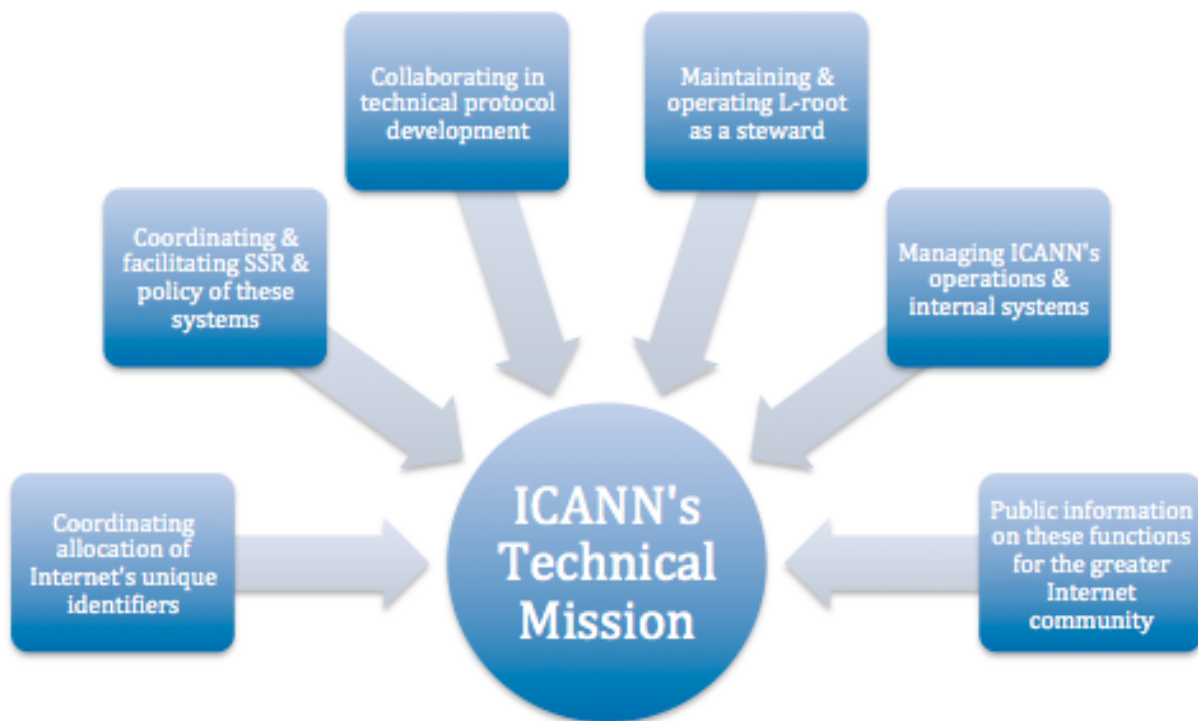 Collaborating in
technical protocol
development
Maintaining &
operating L-root
as a steward
Coordinating &
facilitating SSR &
policy of these
systems
Managing ICANN's
operations &
internal systems
Coordinating
allocation of
Internet's unique
identifiers
ICANN's
Technical
Mission
Public information
on these functions
for the greater
Internet
community